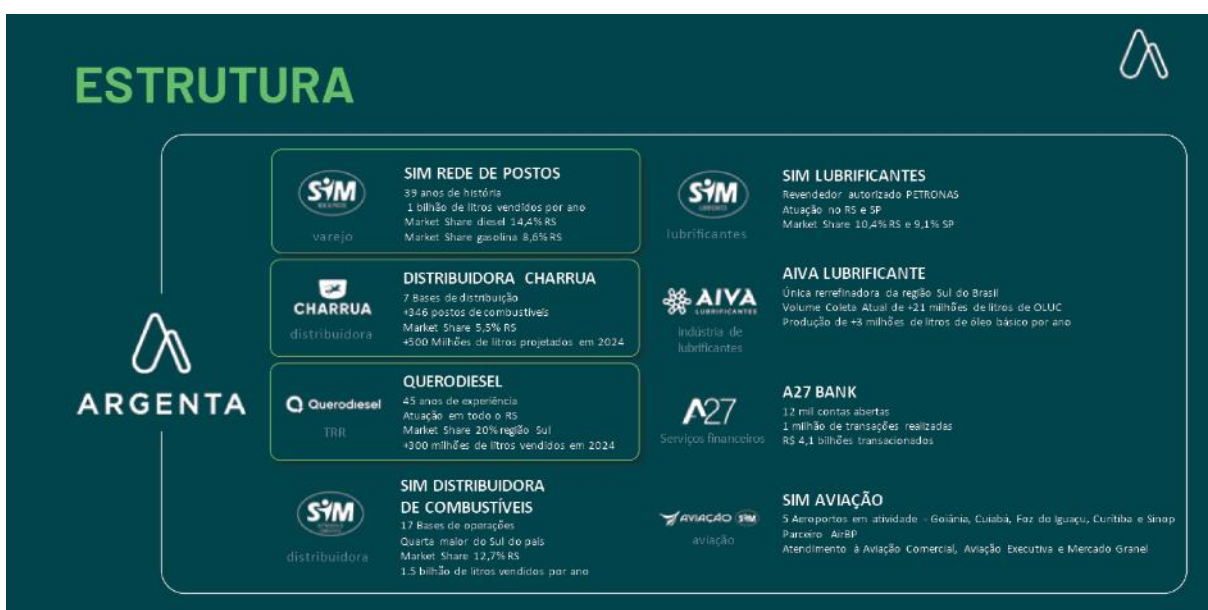 ESTRUTURA
ARGENTA
SIM
varejo
SIM REDE DE POSTOS
39 anos de história
1 bilhão de litros vendidos por ano
Market Share diesel 14,4% RS
Market Share gasolina 8,6% RS
CHARRUA
distribuidora
DISTRIBUIDORA CHARRUA
7 Bases de distribuição
+346 postos de combustíveis
Market Share 5,5% RS
+500 Milhões de litros projetados em 2024
Querodiesel
TRR
QUERODIESEL
45 anos de experiência
Atuação em todo o RS
Market Share 20% região Sul
+300 milhões de litros vendidos em 2024
SIM
distribuidora
SIM DISTRIBUIDORA
DE COMBUSTÍVEIS
17 Bases de operações
Quarta maior do Sul do país
Market Share 12,7% RS
1.5 bilhão de litros vendidos por ano
SIM
lubrificantes
SIM LUBRIFICANTES
Revendedor autorizado PETRONAS
Atuação no RS e SP
Market Share 10,4% RS e 9,1% SP
AIVA
LUBRIFICANTES
Indústria de
lubrificantes
AIVA LUBRIFICANTE
Única rerrefinadora da região Sul do Brasil
Volume Coleta Atual de +21 milhões de litros de OLUC
Produção de +3 milhões de litros de óleo básico por ano
A27
Serviços financeiros
A27 BANK
12 mil contas abertas
1 milhão de transações realizadas
R$ 4,1 bilhões transacionados
AVIAÇÃO SIM
aviação
SIM AVIAÇÃO
5 Aeroportos em atividade - Goiânia, Cuiabá, Foz do Iguaçu, Curitiba e Sinop
Parceiro AirBP
Atendimento à Aviação Comercial, Aviação Executiva e Mercado Granel